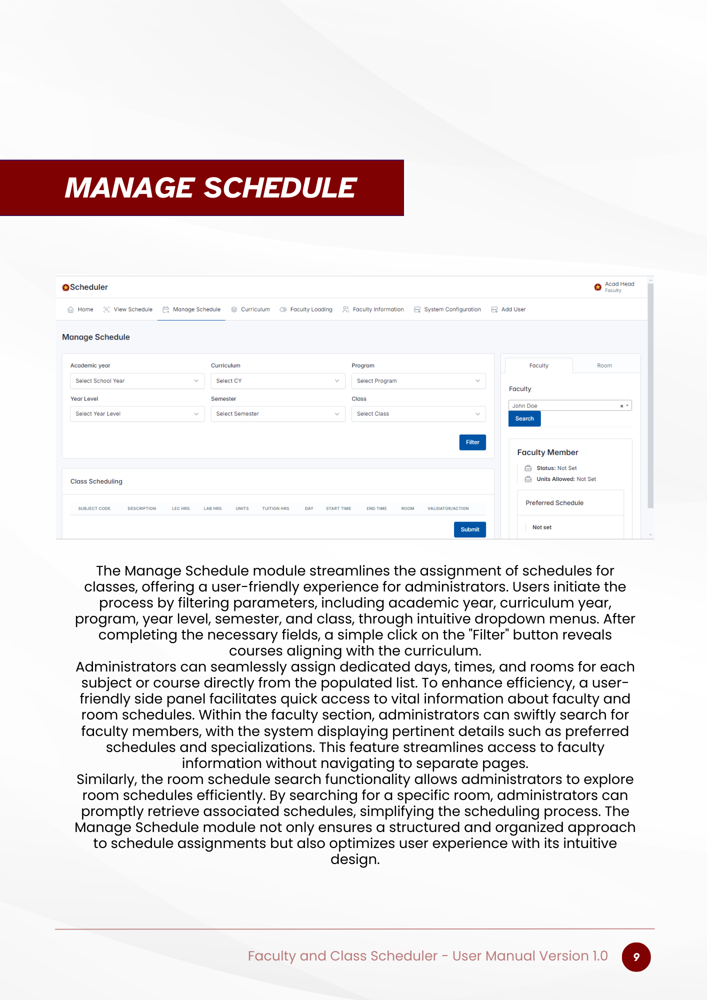 MANAGE SCHEDULE
Scheduler
Acad Head
Faculty
Home View Schedule Manage Schedule Curriculum Faculty Loading Faculty Information System Configuration Add User
Manage Schedule
Academic year Curriculum Program
Select School Year Select CY Select Program
Year Level Semester Class
Select Year Level Select Semester Select Class
Filter
Class Scheduling
SUBJECT CODE DESCRIPTION LEC HRS LAB HRS UNITS TUITION HRS DAY START TIME END TIME ROOM VALIDATOR/ACTION
Submit
Faculty Room
Faculty
John Doe ×
Search
Faculty Member
Status: Not Set
Units Allowed: Not Set
Preferred Schedule
Not set
The Manage Schedule module streamlines the assignment of schedules for
classes, offering a user-friendly experience for administrators. Users initiate the
process by filtering parameters, including academic year, curriculum year,
program, year level, semester, and class, through intuitive dropdown menus. After
completing the necessary fields, a simple click on the "Filter" button reveals
courses aligning with the curriculum.
Administrators can seamlessly assign dedicated days, times, and rooms for each
subject or course directly from the populated list. To enhance efficiency, a user-
friendly side panel facilitates quick access to vital information about faculty and
room schedules. Within the faculty section, administrators can swiftly search for
faculty members, with the system displaying pertinent details such as preferred
schedules and specializations. This feature streamlines access to faculty
information without navigating to separate pages.
Similarly, the room schedule search functionality allows administrators to explore
room schedules efficiently. By searching for a specific room, administrators can
promptly retrieve associated schedules, simplifying the scheduling process. The
Manage Schedule module not only ensures a structured and organized approach
to schedule assignments but also optimizes user experience with its intuitive
design.
Faculty and Class Scheduler - User Manual Version 1.0 9